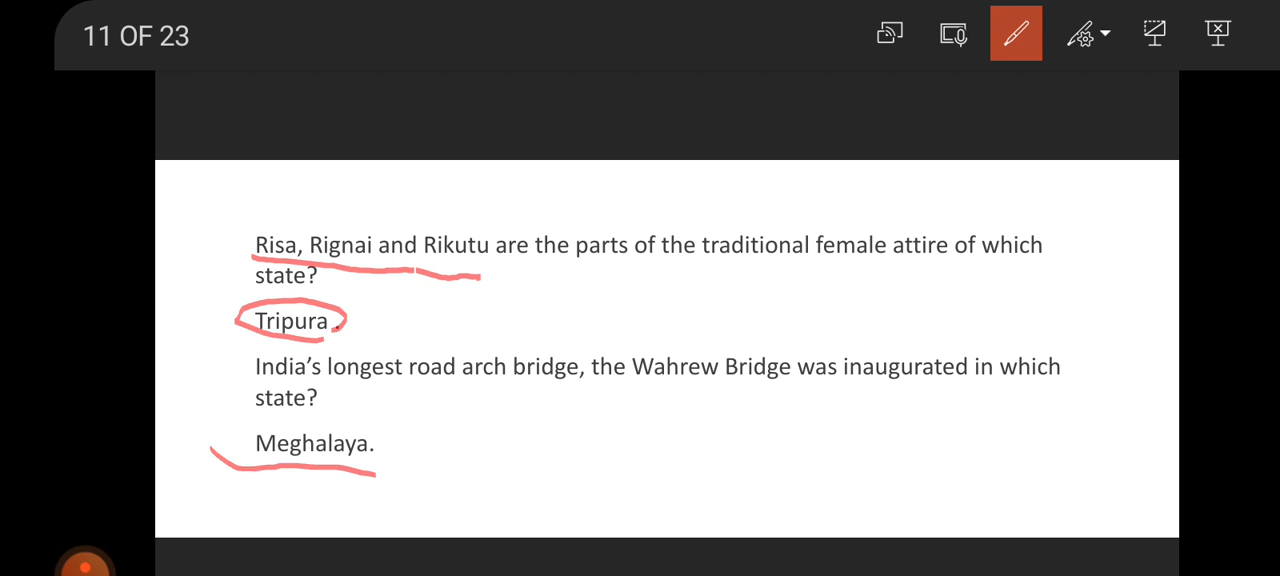 11 OF 23
Risa, Rignai and Rikutu are the parts of the traditional female attire of which
state?
Tripura .
India’s longest road arch bridge, the Wahrew Bridge was inaugurated in which
state?
Meghalaya.